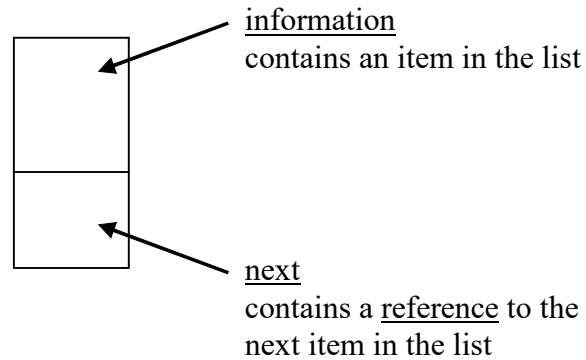 information
contains an item in the list
next
contains a reference to the
next item in the list